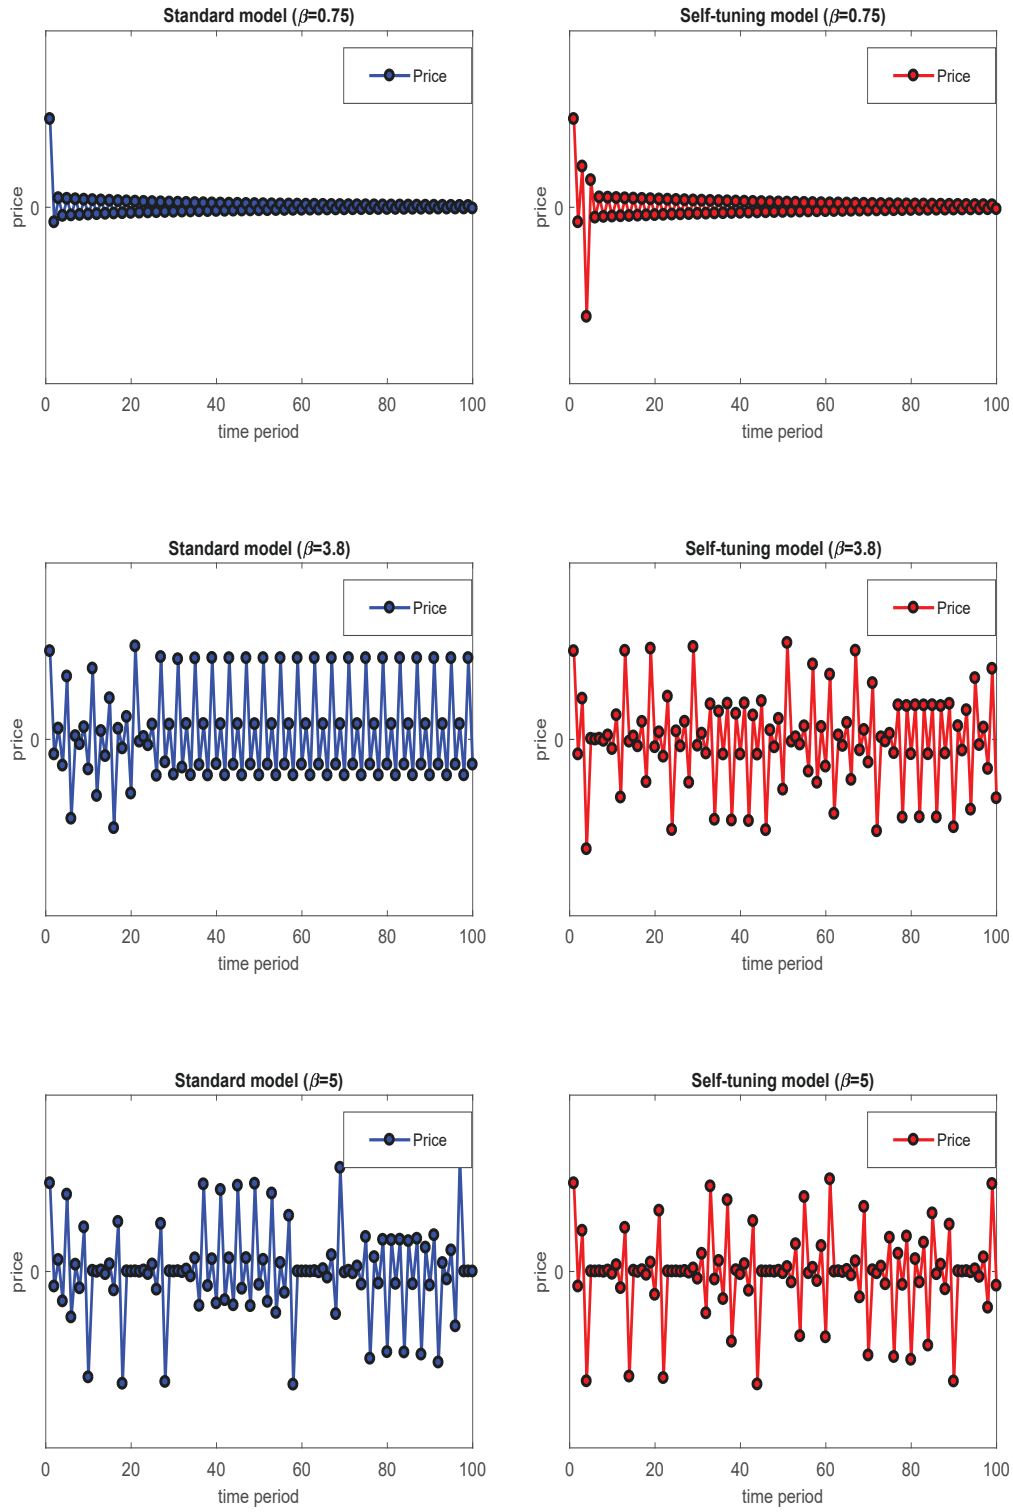 Standard model (β=0.75)
Price
price
0
0 20 40 60 80 100
time period
Self-tuning model (β=0.75)
Price
price
0
0 20 40 60 80 100
time period
Standard model (β=3.8)
Price
price
0
0 20 40 60 80 100
time period
Self-tuning model (β=3.8)
Price
price
0
0 20 40 60 80 100
time period
Standard model (β=5)
Price
price
0
0 20 40 60 80 100
time period
Self-tuning model (β=5)
Price
price
0
0 20 40 60 80 100
time period